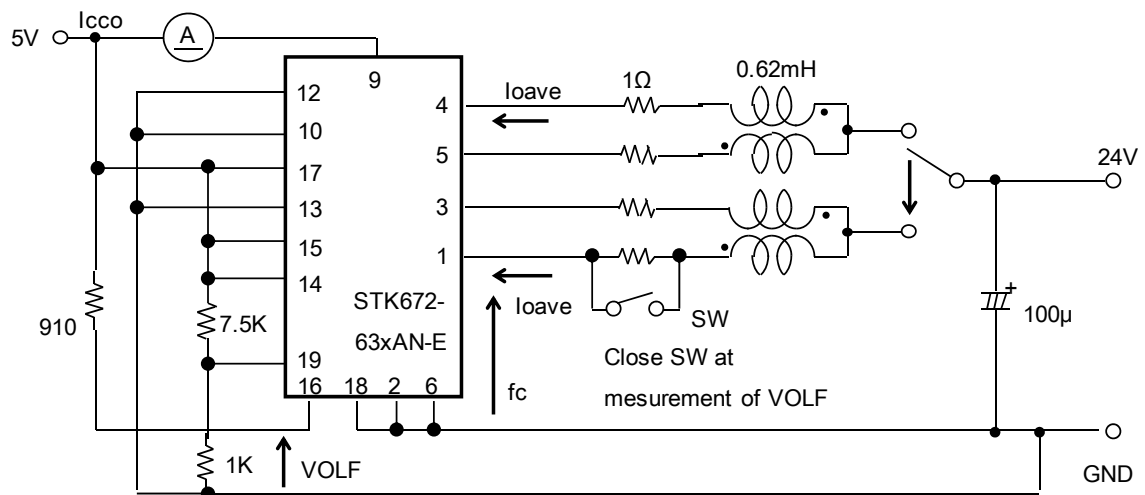 Icco
5V
A
9
1Ω
0.62mH
12
4
Ioave
10
5
24V
17
13
3
15
1
14
STK672-
Ioave
SW
910
7.5K
63xAN-E
100µ
+
Close SW at
19
fc
16
18
2
6
mesurement of VOLF
1K
VOLF
GND